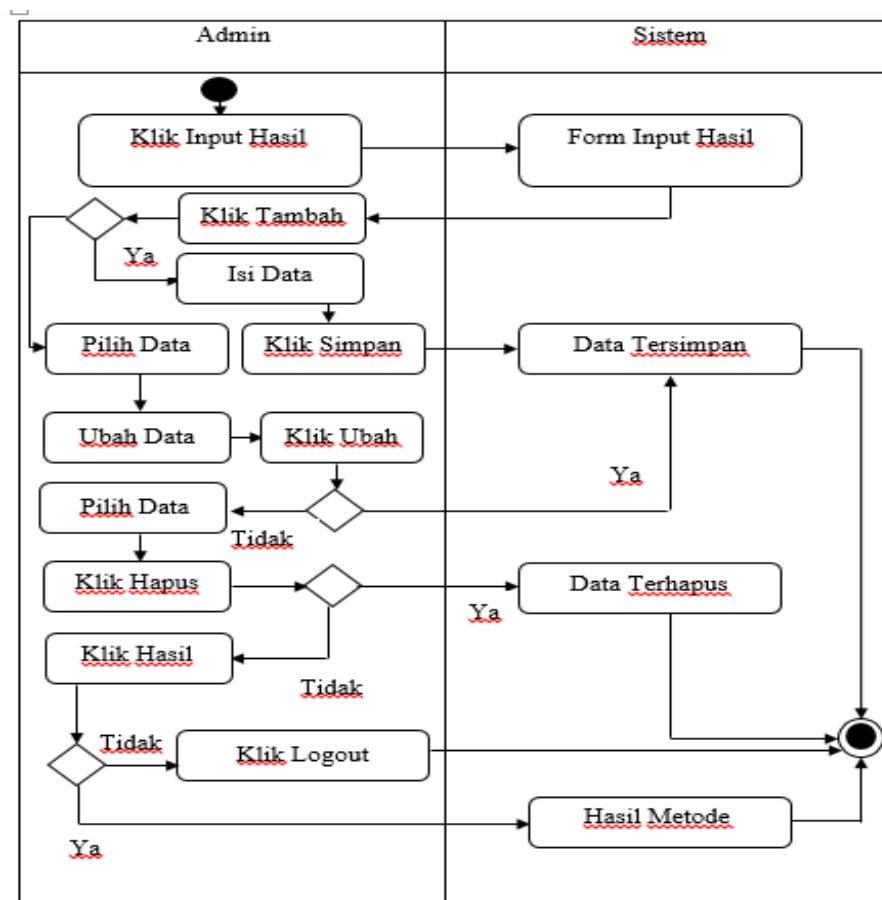 Admin
Sistem
Klik Input Hasil
Form Input Hasil
Klik Tambah
Ya
Isi Data
Pilih Data
Klik Simpan
Data Tersimpan
Ubah Data
Klik Ubah
Ya
Pilih Data
Tidak
Klik Hapus
Data Terhapus
Ya
Klik Hasil
Tidak
Tidak
Klik Logout
Hasil Metode
Ya